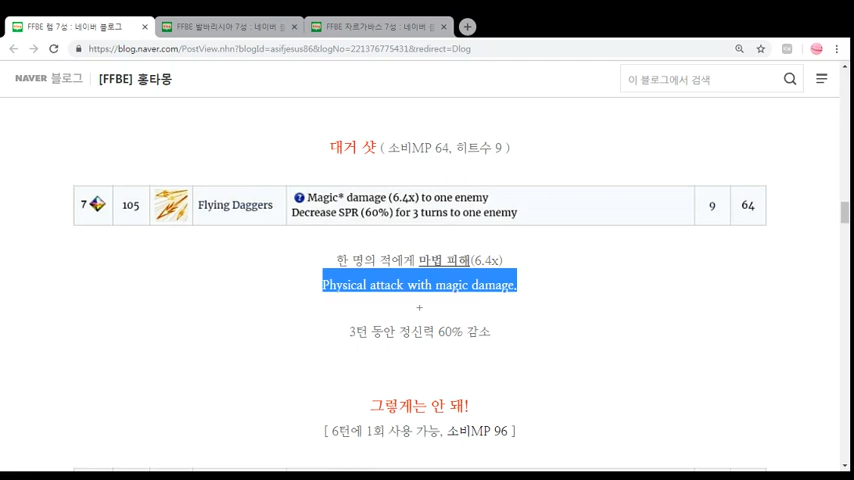 FFBE 렘 7성 : 네이버 블로그
FFBE 발바리시아 7성 : 네이버 블
FFBE 자르가바스 7성 : 네이버 블
https://blog.naver.com/PostView.nhn?blogId=asifjesus86&logNo=221376775431&redirect=Dlog
NAVER 블로그
[FFBE] 홍타몽
이 블로그에서 검색
대거 샷 ( 소비MP 64, 히트수 9 )
7 105 Flying Daggers
Magic* damage (6.4x) to one enemy
Decrease SPR (60%) for 3 turns to one enemy
9 64
한 명의 적에게 마법 피해(6.4x)
Physical attack with magic damage.
+
3턴 동안 정신력 60% 감소
그렇게는 안 돼!
[ 6턴에 1회 사용 가능, 소비MP 96 ]